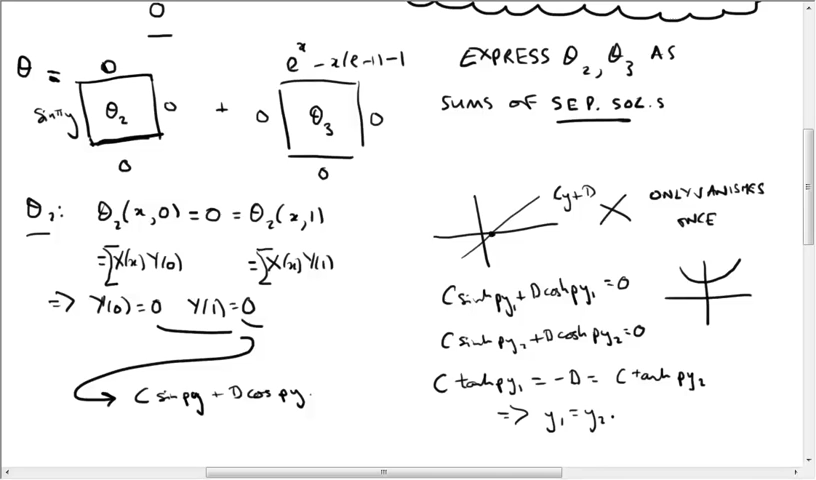 0
θ =
0
sinπy
θ₂
0
0
+
eˣ - x(e-1)-1
0
θ₃
0
0
EXPRESS θ₂, θ₃ AS
SUMS OF SEP. SOL.S
θ₂: θ₂(x,0) = 0 = θ₂(x,1)
= ΣX(x)Y(0) = ΣX(x)Y(1)
=> Y(0)=0 Y(1)=0
C sin py + D cos py.
Cy+D
ONLY VANISHES
ONCE
C sinh py₁ + D cosh py₁ = 0
C sinh py₂ + D cosh py₂ = 0
C tanh py₁ = -D = C tanh py₂
=> y₁ = y₂.